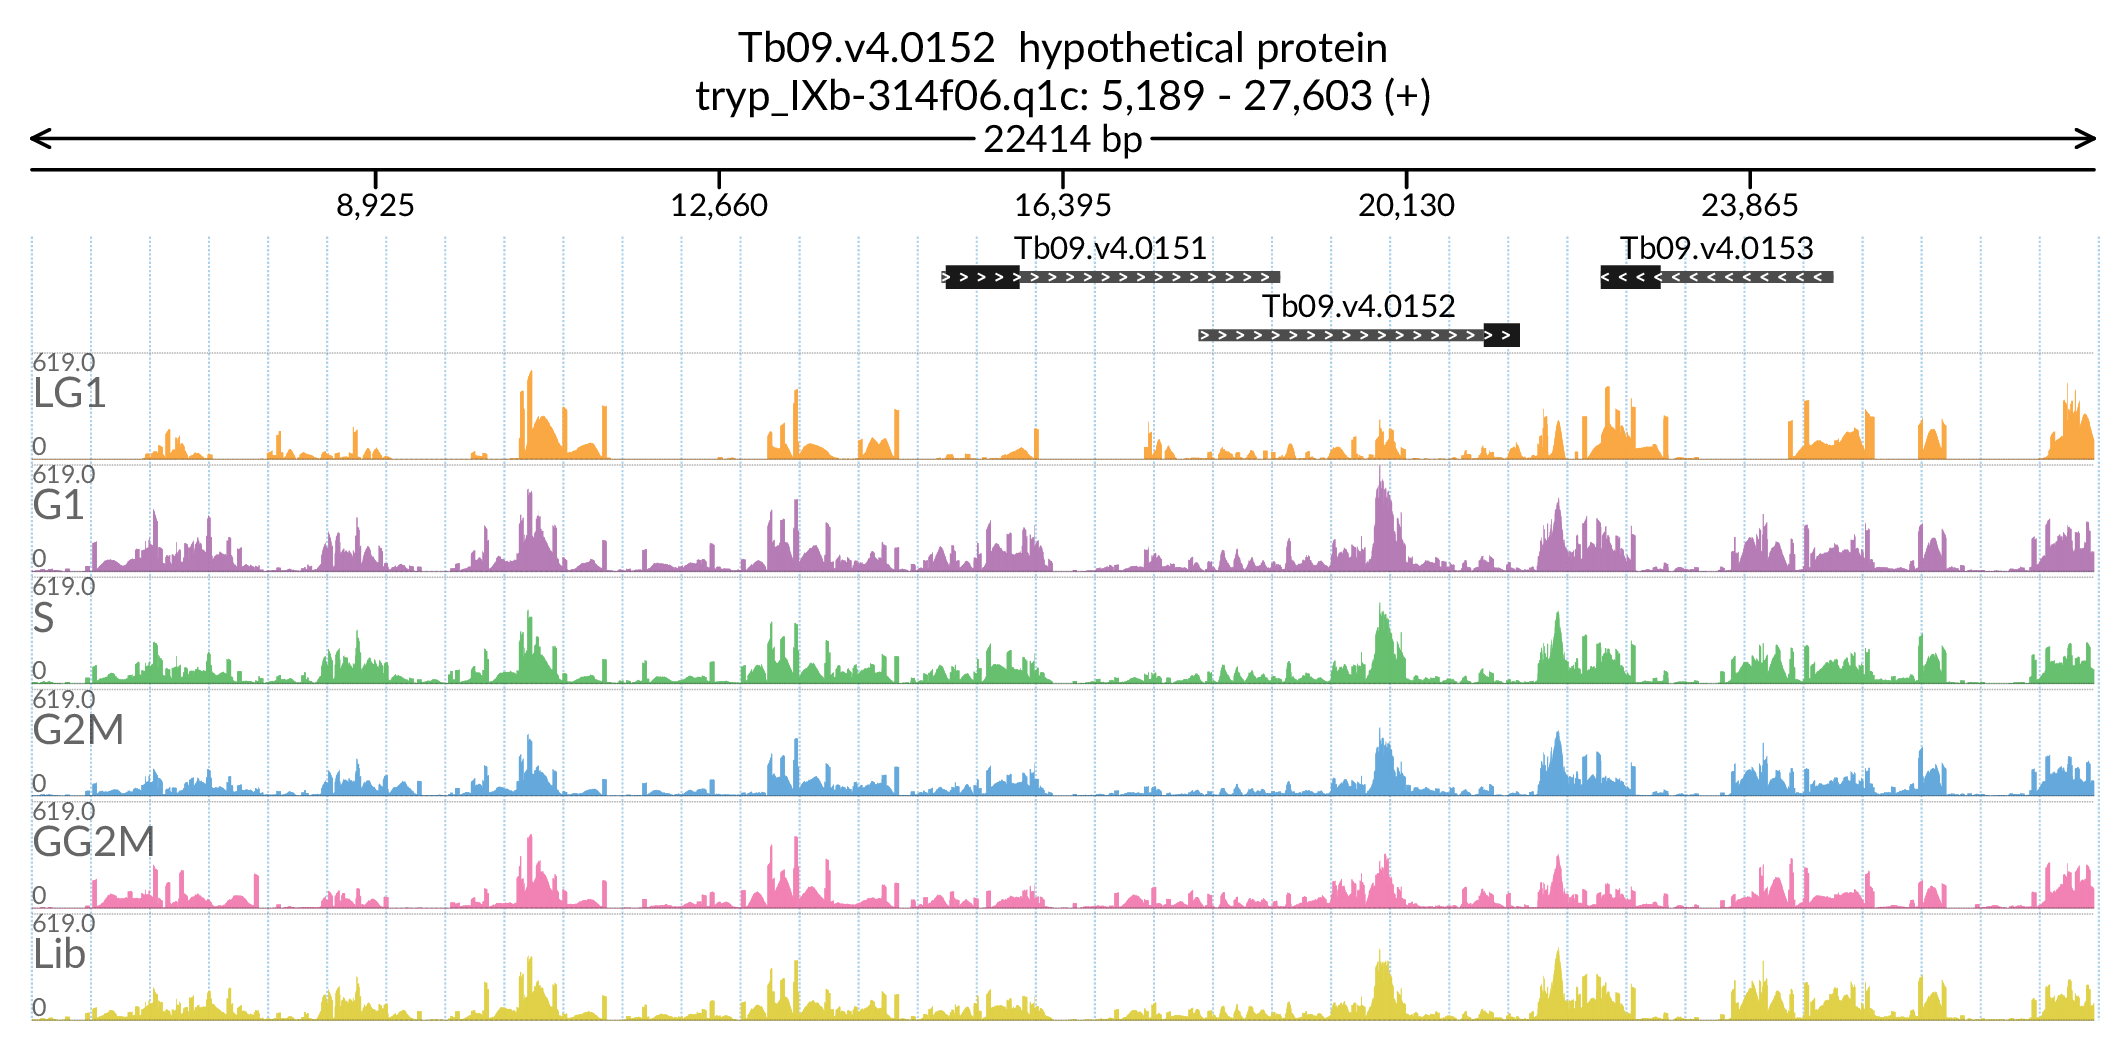 Tb09.v4.0152 hypothetical protein
tryp_IXb-314f06.q1c: 5,189 - 27,603 (+)
22414 bp
8,925 12,660 16,395 20,130 23,865
Tb09.v4.0151 Tb09.v4.0153
Tb09.v4.0152
619.0
LG1
0
619.0
G1
0
619.0
S
0
619.0
G2M
0
619.0
GG2M
0
619.0
Lib
0